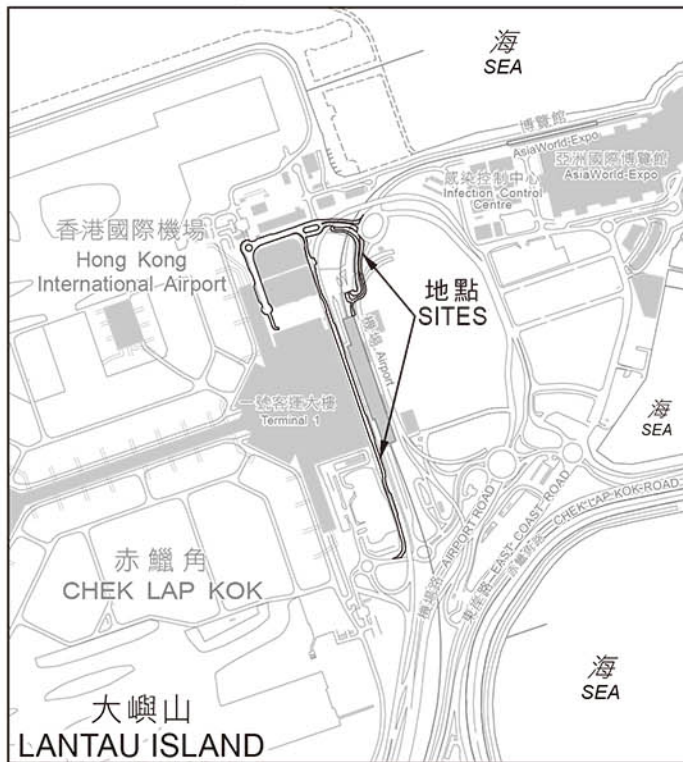 海
SEA
博覽館
AsiaWorld-Expo
亞洲國際博覽館
AsiaWorld-Expo
感染控制中心
Infection Control
Centre
香港國際機場
Hong Kong
International Airport
地點
SITES
機場 Airport
一號客運大樓
Terminal 1
海
SEA
赤鱲角
CHEK LAP KOK
機場路 AIRPORT ROAD
東岸路 EAST COAST ROAD
赤鱲角路 CHEK LAP KOK ROAD
海
SEA
大嶼山
LANTAU ISLAND